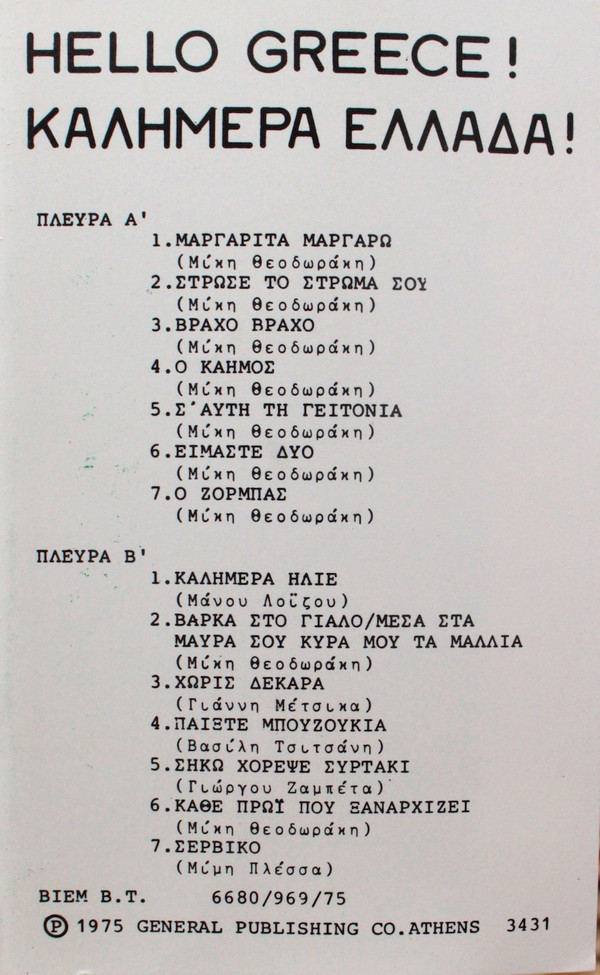 HELLO GREECE!
ΚΑΛΗΜΕΡΑ ΕΛΛΑΔΑ!
ΠΛΕΥΡΑ Α'
1.ΜΑΡΓΑΡΙΤΑ ΜΑΡΓΑΡΩ
(Μίκη Θεοδωράκη)
2.ΣΤΡΩΣΕ ΤΟ ΣΤΡΩΜΑ ΣΟΥ
(Μίκη Θεοδωράκη)
3.ΒΡΑΧΟ ΒΡΑΧΟ
(Μίκη Θεοδωράκη)
4.Ο ΚΑΗΜΟΣ
(Μίκη Θεοδωράκη)
5.Σ'ΑΥΤΗ ΤΗ ΓΕΙΤΟΝΙΑ
(Μίκη Θεοδωράκη)
6.ΕΙΜΑΣΤΕ ΔΥΟ
(Μίκη Θεοδωράκη)
7.Ο ΖΟΡΜΠΑΣ
(Μίκη Θεοδωράκη)
ΠΛΕΥΡΑ Β'
1.ΚΑΛΗΜΕΡΑ ΗΛΙΕ
(Μάνου Λοΐζου)
2.ΒΑΡΚΑ ΣΤΟ ΓΙΑΛΟ/ΜΕΣΑ ΣΤΑ
ΜΑΥΡΑ ΣΟΥ ΚΥΡΑ ΜΟΥ ΤΑ ΜΑΛΛΙΑ
(Μίκη Θεοδωράκη)
3.ΧΩΡΙΣ ΔΕΚΑΡΑ
(Γιάννη Μέτσικα)
4.ΠΑΙΞΤΕ ΜΠΟΥΖΟΥΚΙΑ
(Βασίλη Τσιτσάνη)
5.ΣΗΚΩ ΧΟΡΕΨΕ ΣΥΡΤΑΚΙ
(Γιώργου Ζαμπέτα)
6.ΚΑΘΕ ΠΡΩΪ ΠΟΥ ΞΑΝΑΡΧΙΖΕΙ
(Μίκη Θεοδωράκη)
7.ΣΕΡΒΙΚΟ
(Μίμη Πλέσσα)
BIEM B.T. 6680/969/75
℗ 1975 GENERAL PUBLISHING CO.ATHENS 3431